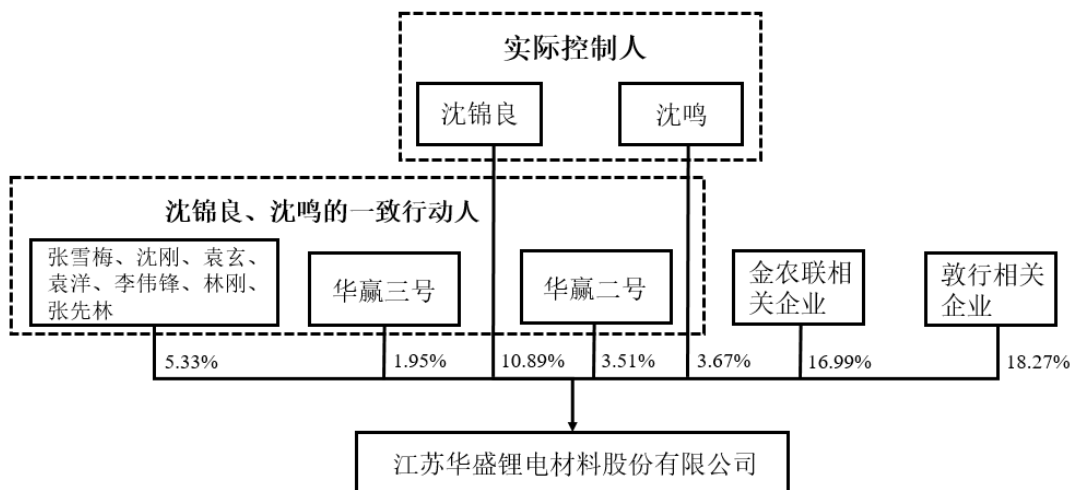 实际控制人
沈锦良
沈鸣
沈锦良、沈鸣的一致行动人
张雪梅、沈刚、袁玄、
袁洋、李伟锋、林刚、
张先林
华赢三号
华赢二号
金农联相
关企业
敦行相关
企业
5.33%
1.95%
10.89%
3.51%
3.67%
16.99%
18.27%
江苏华盛锂电材料股份有限公司